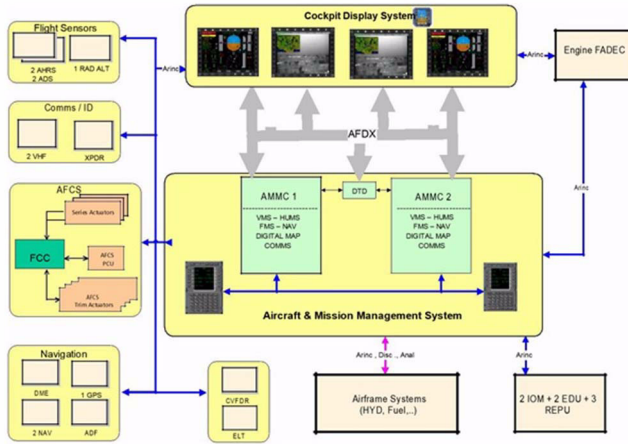 Cockpit Display System
Flight Sensors
2 AHRS
2 ADS
1 RAD ALT
Arinc
Arinc
Engine FADEC
Comms / ID
2 VHF
XPDR
AFDX
Arinc
AFCS
Series Actuators
FCC
AFCS
PCU
AFCS
Trim Actuators
AMMC 1
VMS – HUMS
FMS – NAV
DIGITAL MAP
COMMS
DTD
AMMC 2
VMS – HUMS
FMS – NAV
DIGITAL MAP
COMMS
Aircraft & Mission Management System
Navigation
DME
1 GPS
2 NAV
ADF
CVFDR
ELT
Arinc , Disc , Anal
Arinc
Airframe Systems
(HYD, Fuel,..)
2 IOM + 2 EDU + 3
REPU